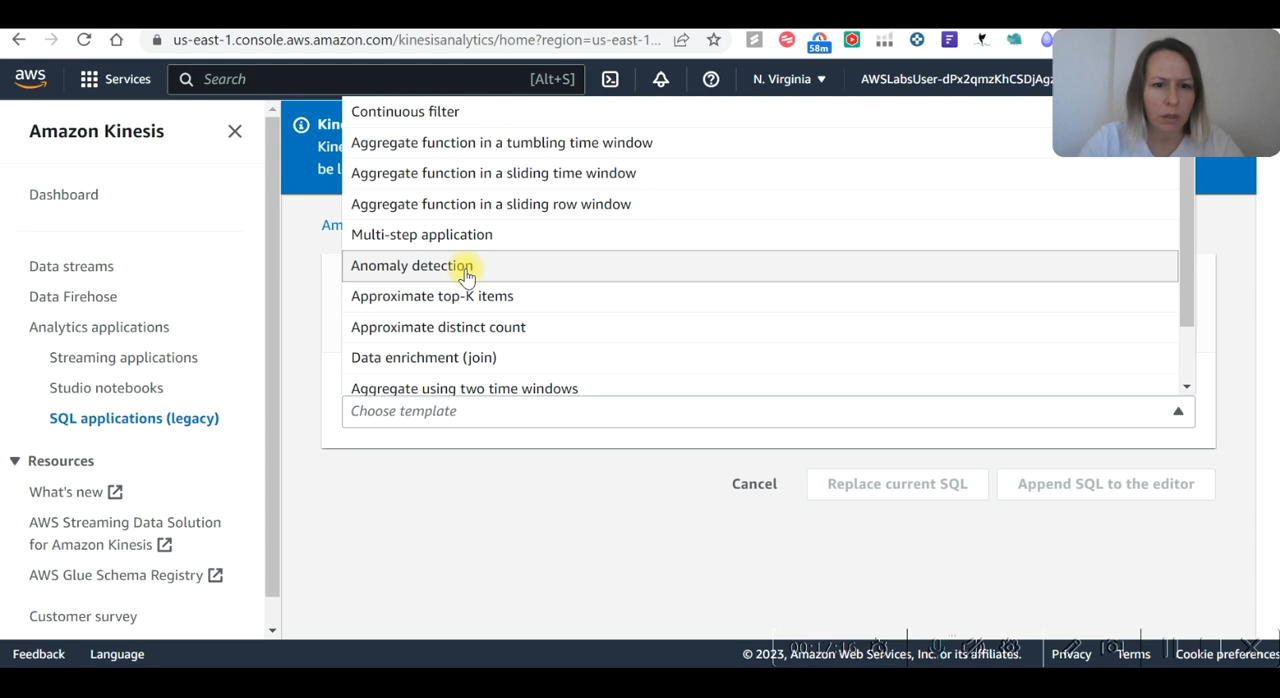 us-east-1.console.aws.amazon.com/kinesisanalytics/home?region=us-east-1...
58m
aws
Services
Search
[Alt+S]
N. Virginia
AWSLabsUser-dPx2qmzKhCSDjAgz
Amazon Kinesis
Dashboard
Data streams
Data Firehose
Analytics applications
Streaming applications
Studio notebooks
SQL applications (legacy)
Resources
What's new
AWS Streaming Data Solution
for Amazon Kinesis
AWS Glue Schema Registry
Customer survey
Kine
Kine
be l
Am
Continuous filter
Aggregate function in a tumbling time window
Aggregate function in a sliding time window
Aggregate function in a sliding row window
Multi-step application
Anomaly detection
Approximate top-K items
Approximate distinct count
Data enrichment (join)
Aggregate using two time windows
Choose template
Cancel
Replace current SQL
Append SQL to the editor
Feedback
Language
© 2023, Amazon Web Services, Inc. or its affiliates.
Privacy
Terms
Cookie preferences